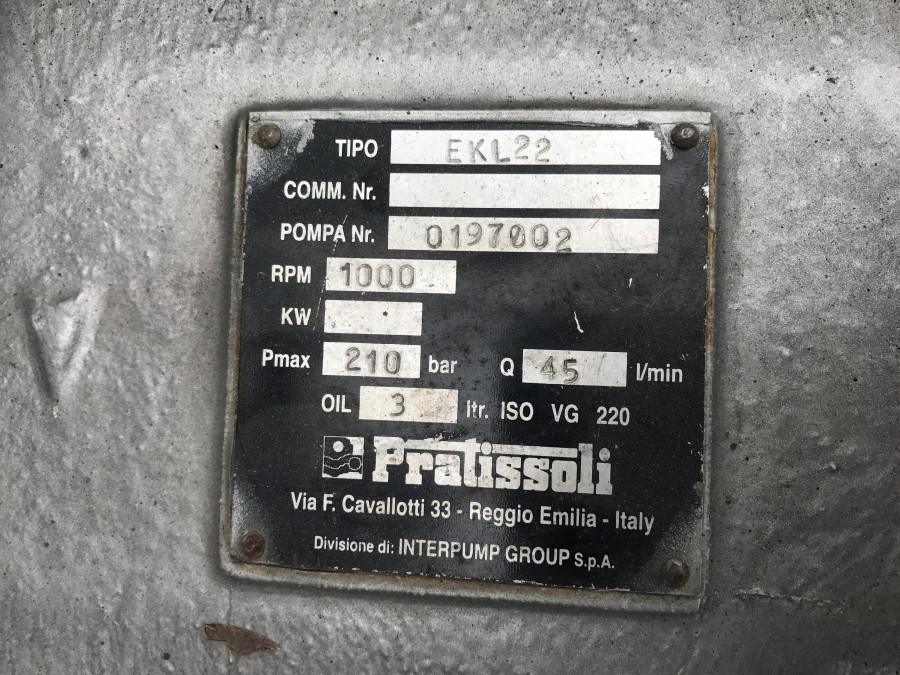 TIPO EKL22
COMM. Nr.
POMPA Nr. 0197002
RPM 1000
KW
Pmax 210 bar Q 45 l/min
OIL 3 ltr. ISO VG 220
Pratissoli
Via F. Cavallotti 33 - Reggio Emilia - Italy
Divisione di: INTERPUMP GROUP S.p.A.